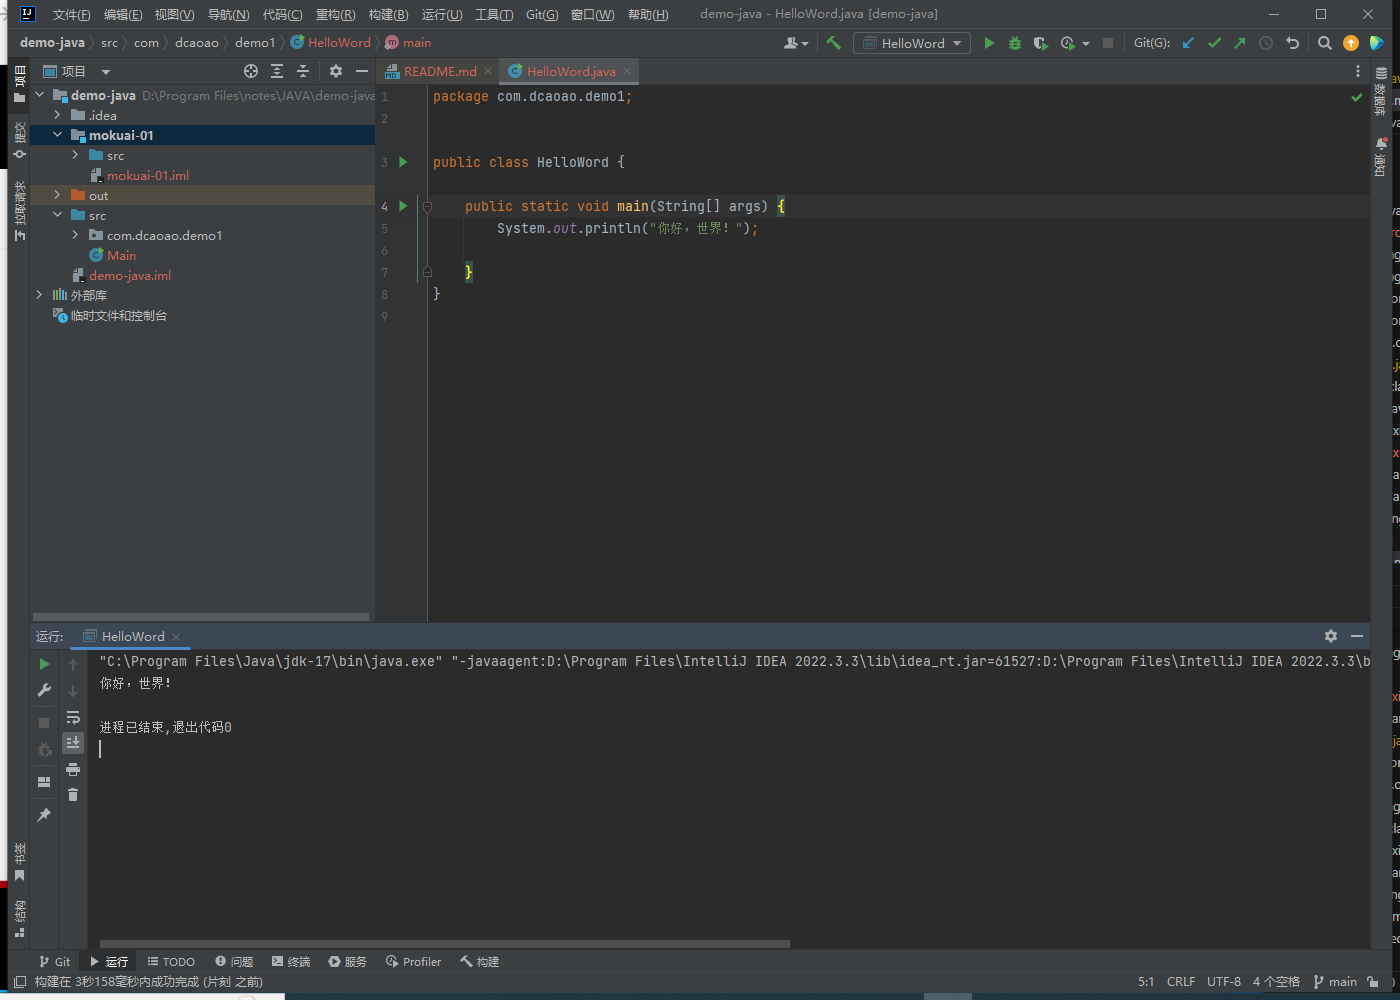 文件(F) 编辑(E) 视图(V) 导航(N) 代码(C) 重构(R) 构建(B) 运行(U) 工具(T) Git(G) 窗口(W) 帮助(H) demo-java - HelloWord.java [demo-java]
demo-java src com dcaoao demo1 HelloWord main
HelloWord Git(G):
项目
README.md HelloWord.java
项目
提交
拉取请求
demo-java D:\Program Files\notes\JAVA\demo-java
.idea
mokuai-01
src
mokuai-01.iml
out
src
com.dcaoao.demo1
Main
demo-java.iml
外部库
临时文件和控制台
1 package com.dcaoao.demo1;
2
3 public class HelloWord {
4 public static void main(String[] args) {
5 System.out.println("你好，世界！");
6
7 }
8 }
9
数据库
通知
运行: HelloWord
"C:\Program Files\Java\jdk-17\bin\java.exe" "-javaagent:D:\Program Files\IntelliJ IDEA 2022.3.3\lib\idea_rt.jar=61527:D:\Program Files\IntelliJ IDEA 2022.3.3\b
你好，世界！
进程已结束,退出代码0
书签
结构
Git 运行 TODO 问题 终端 服务 Profiler 构建
构建在 3秒158毫秒内成功完成 (片刻 之前) 5:1 CRLF UTF-8 4 个空格 main